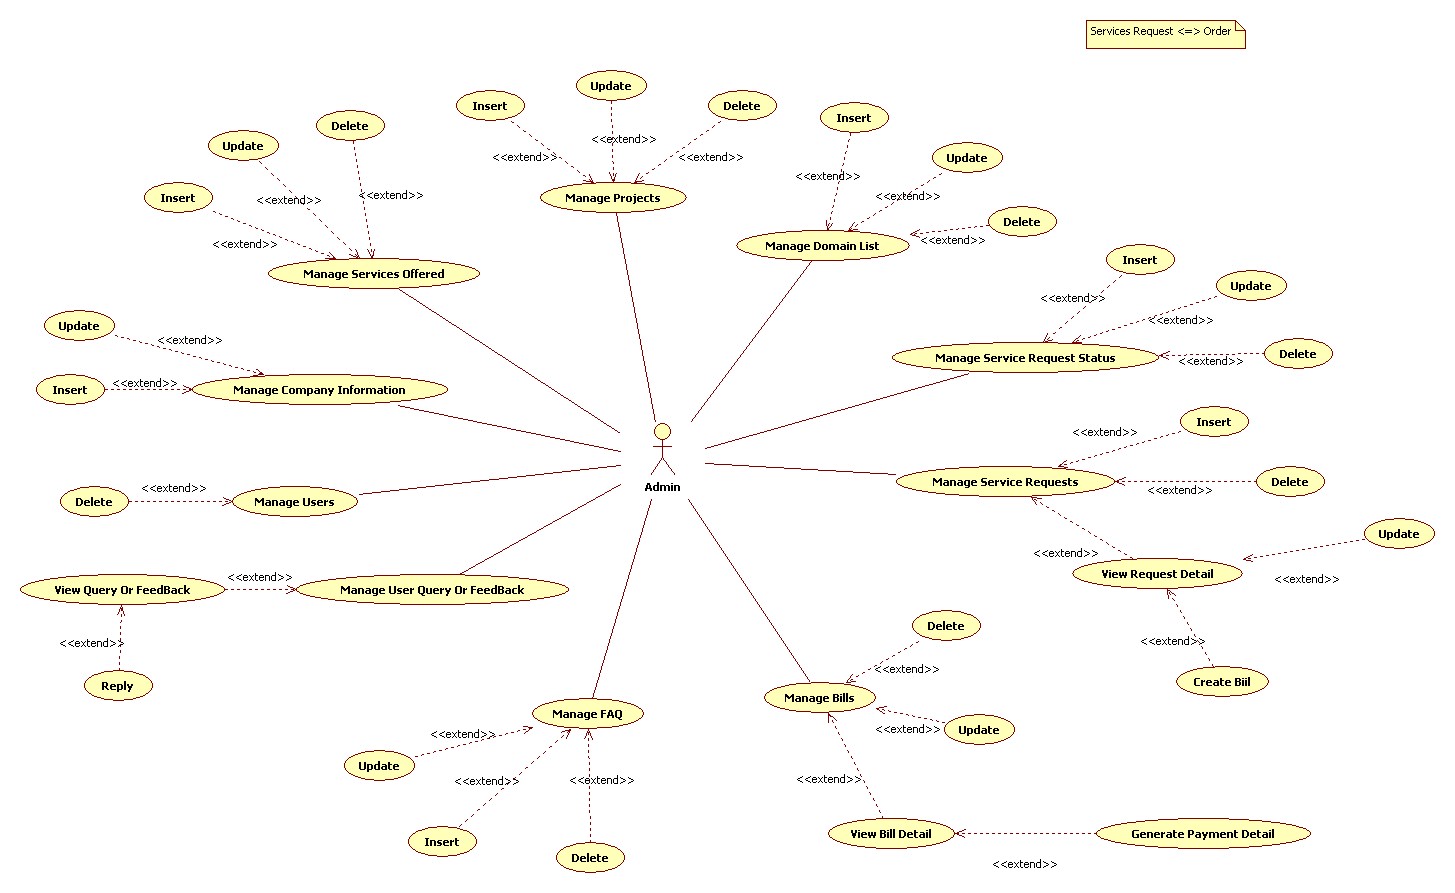 Services Request <=> Order
Update
Insert
Delete
<<extend>>
<<extend>>
<<extend>>
Manage Projects
Insert
Update
Delete
<<extend>>
<<extend>>
<<extend>>
Manage Domain List
Delete
Update
Insert
<<extend>>
<<extend>>
<<extend>>
Manage Services Offered
Insert
Update
Delete
<<extend>>
<<extend>>
<<extend>>
Manage Service Request Status
Update
Insert
<<extend>>
<<extend>>
Manage Company Information
Insert
Delete
Update
<<extend>>
<<extend>>
Manage Service Requests
<<extend>>
View Request Detail
<<extend>>
<<extend>>
Create Biil
Admin
Delete
<<extend>>
Manage Users
View Query Or FeedBack
<<extend>>
Manage User Query Or FeedBack
<<extend>>
Reply
Delete
Update
<<extend>>
<<extend>>
Manage Bills
<<extend>>
View Bill Detail
Generate Payment Detail
<<extend>>
Manage FAQ
Update
Insert
Delete
<<extend>>
<<extend>>
<<extend>>